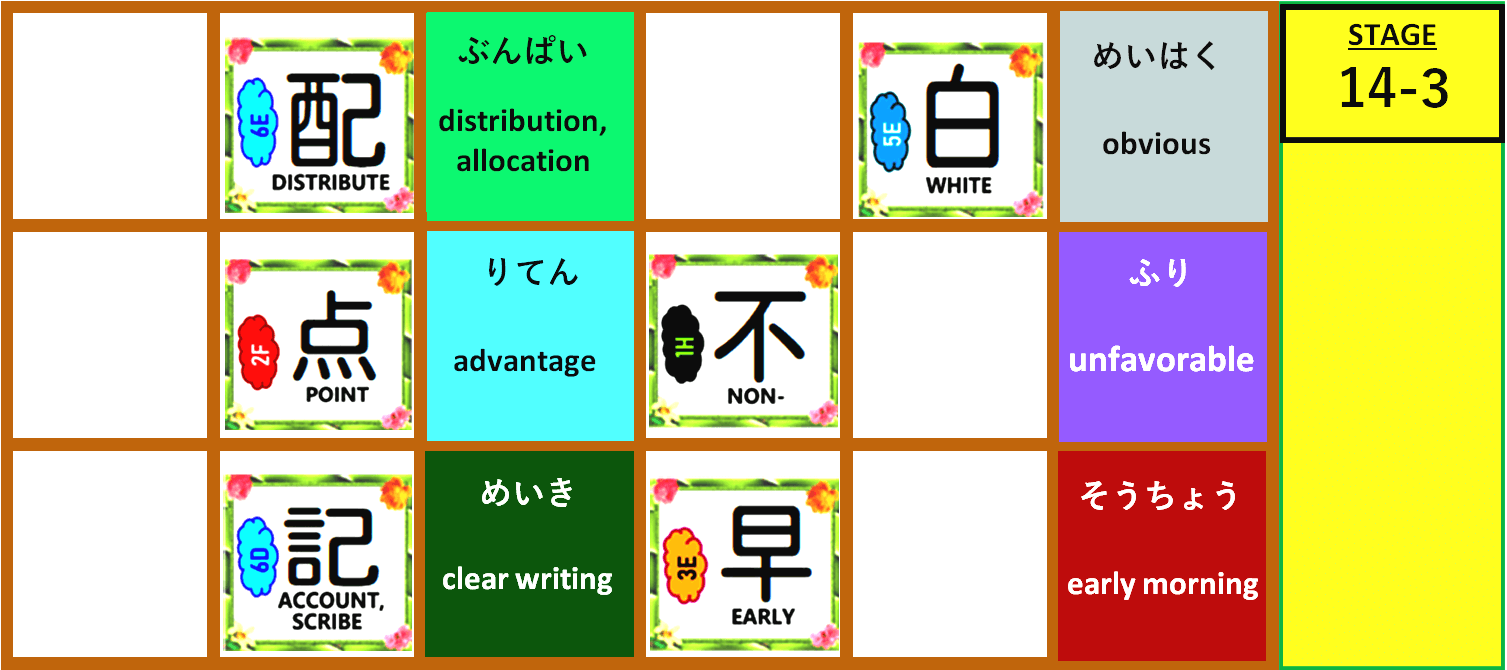 6E
配
DISTRIBUTE
ぶんぱい
distribution,
allocation
5E
白
WHITE
めいはく
obvious
STAGE
14-3
2F
点
POINT
りてん
advantage
1H
不
NON-
ふり
unfavorable
6D
記
ACCOUNT,
SCRIBE
めいき
clear writing
3E
早
EARLY
そうちょう
early morning